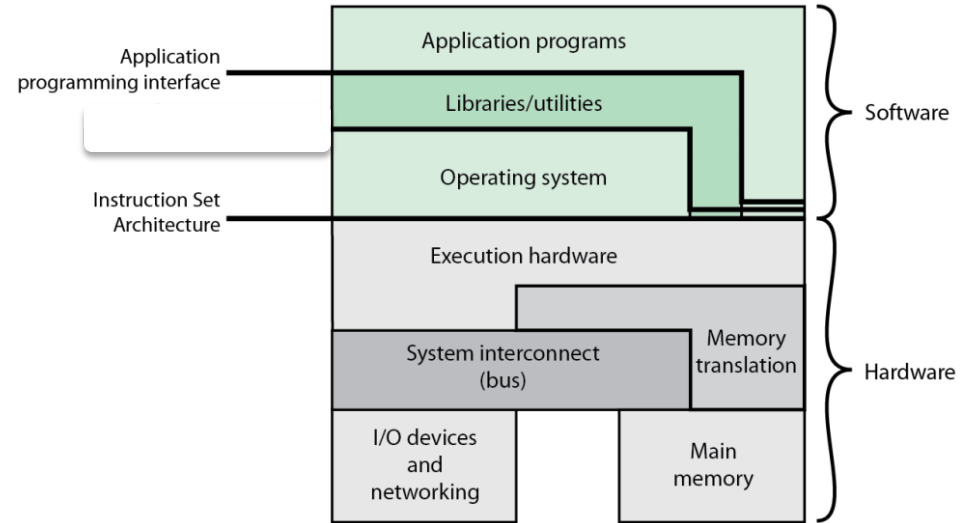 Application programs
Application
programming interface
Libraries/utilities
Software
Operating system
Instruction Set
Architecture
Execution hardware
Memory
translation
System interconnect
(bus)
Hardware
I/O devices
and
networking
Main
memory